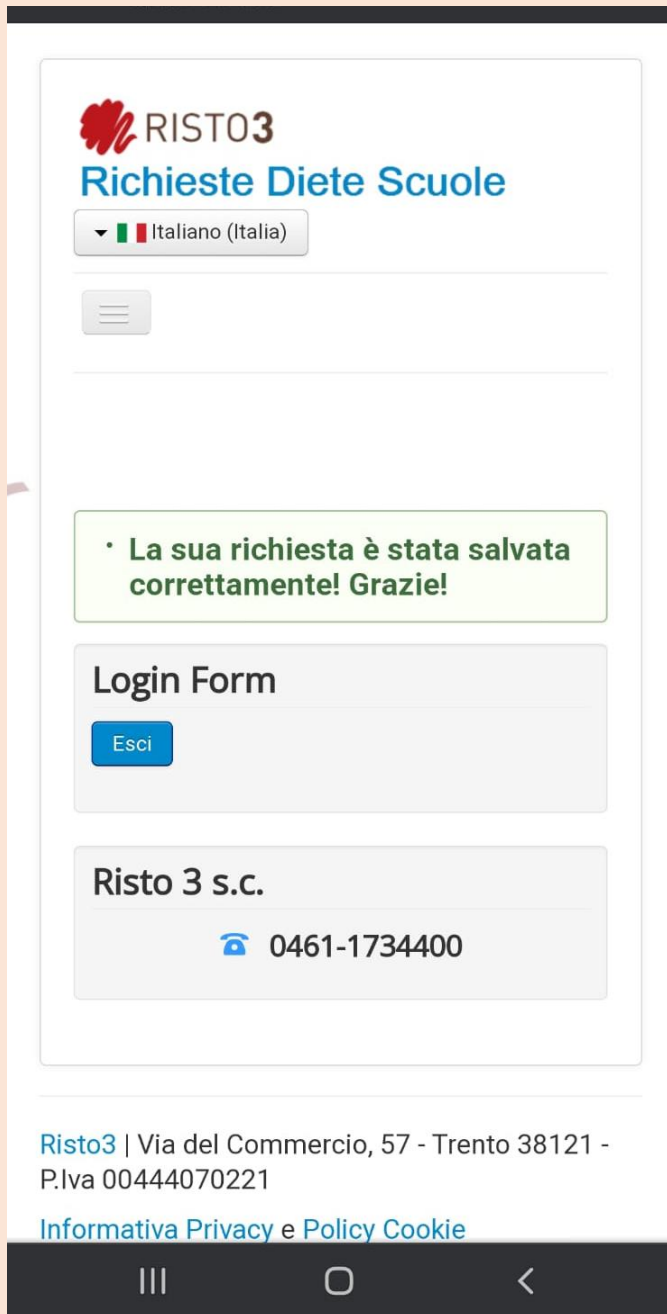 RISTO3
Richieste Diete Scuole
Italiano (Italia)
• La sua richiesta è stata salvata
correttamente! Grazie!
Login Form
Esci
Risto 3 s.c.
0461-1734400
Risto3 | Via del Commercio, 57 - Trento 38121 -
P.Iva 00444070221
Informativa Privacy e Policy Cookie